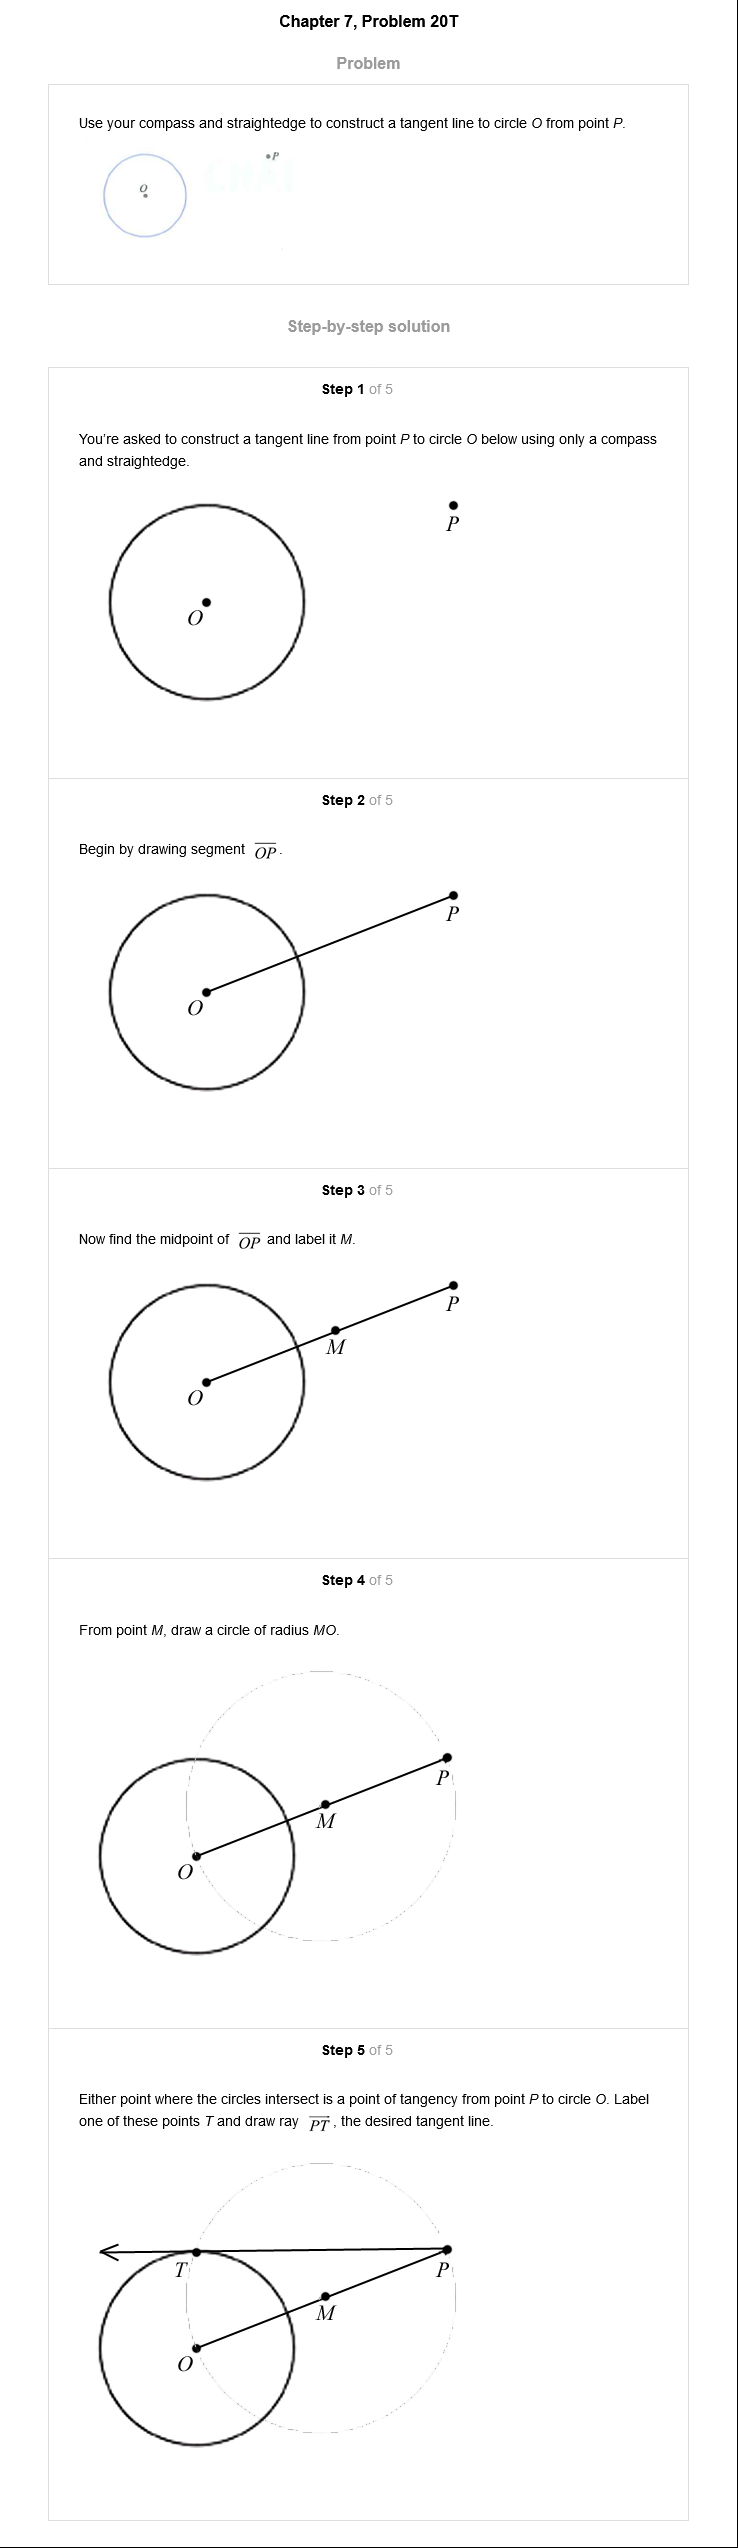 Chapter 7, Problem 20T
Problem
Use your compass and straightedge to construct a tangent line to circle O from point P.
P
O
Step-by-step solution
Step 1 of 5
You're asked to construct a tangent line from point P to circle O below using only a compass
and straightedge.
P
O
Step 2 of 5
Begin by drawing segment OP.
P
O
Step 3 of 5
Now find the midpoint of OP and label it M.
P
M
O
Step 4 of 5
From point M, draw a circle of radius MO.
P
M
O
Step 5 of 5
Either point where the circles intersect is a point of tangency from point P to circle O. Label
one of these points T and draw ray PT, the desired tangent line.
T
P
M
O